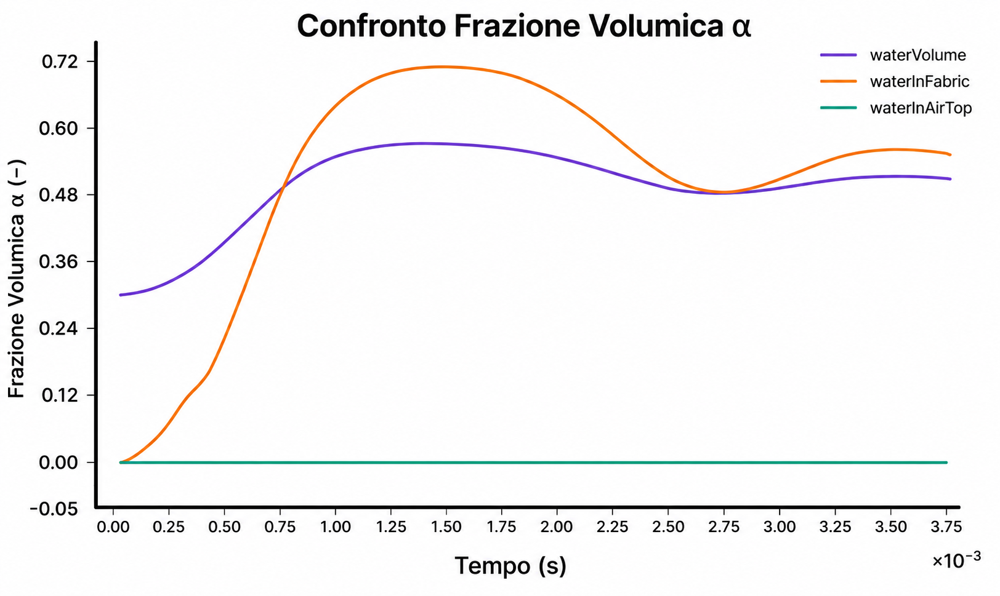 Confronto Frazione Volumica α
waterVolume
waterInFabric
waterInAirTop
Frazione Volumica α (−)
0.72
0.60
0.48
0.36
0.24
0.12
0.00
−0.05
0.00 0.25 0.50 0.75 1.00 1.25 1.50 1.75 2.00 2.25 2.50 2.75 3.00 3.25 3.50 3.75
×10⁻³
Tempo (s)